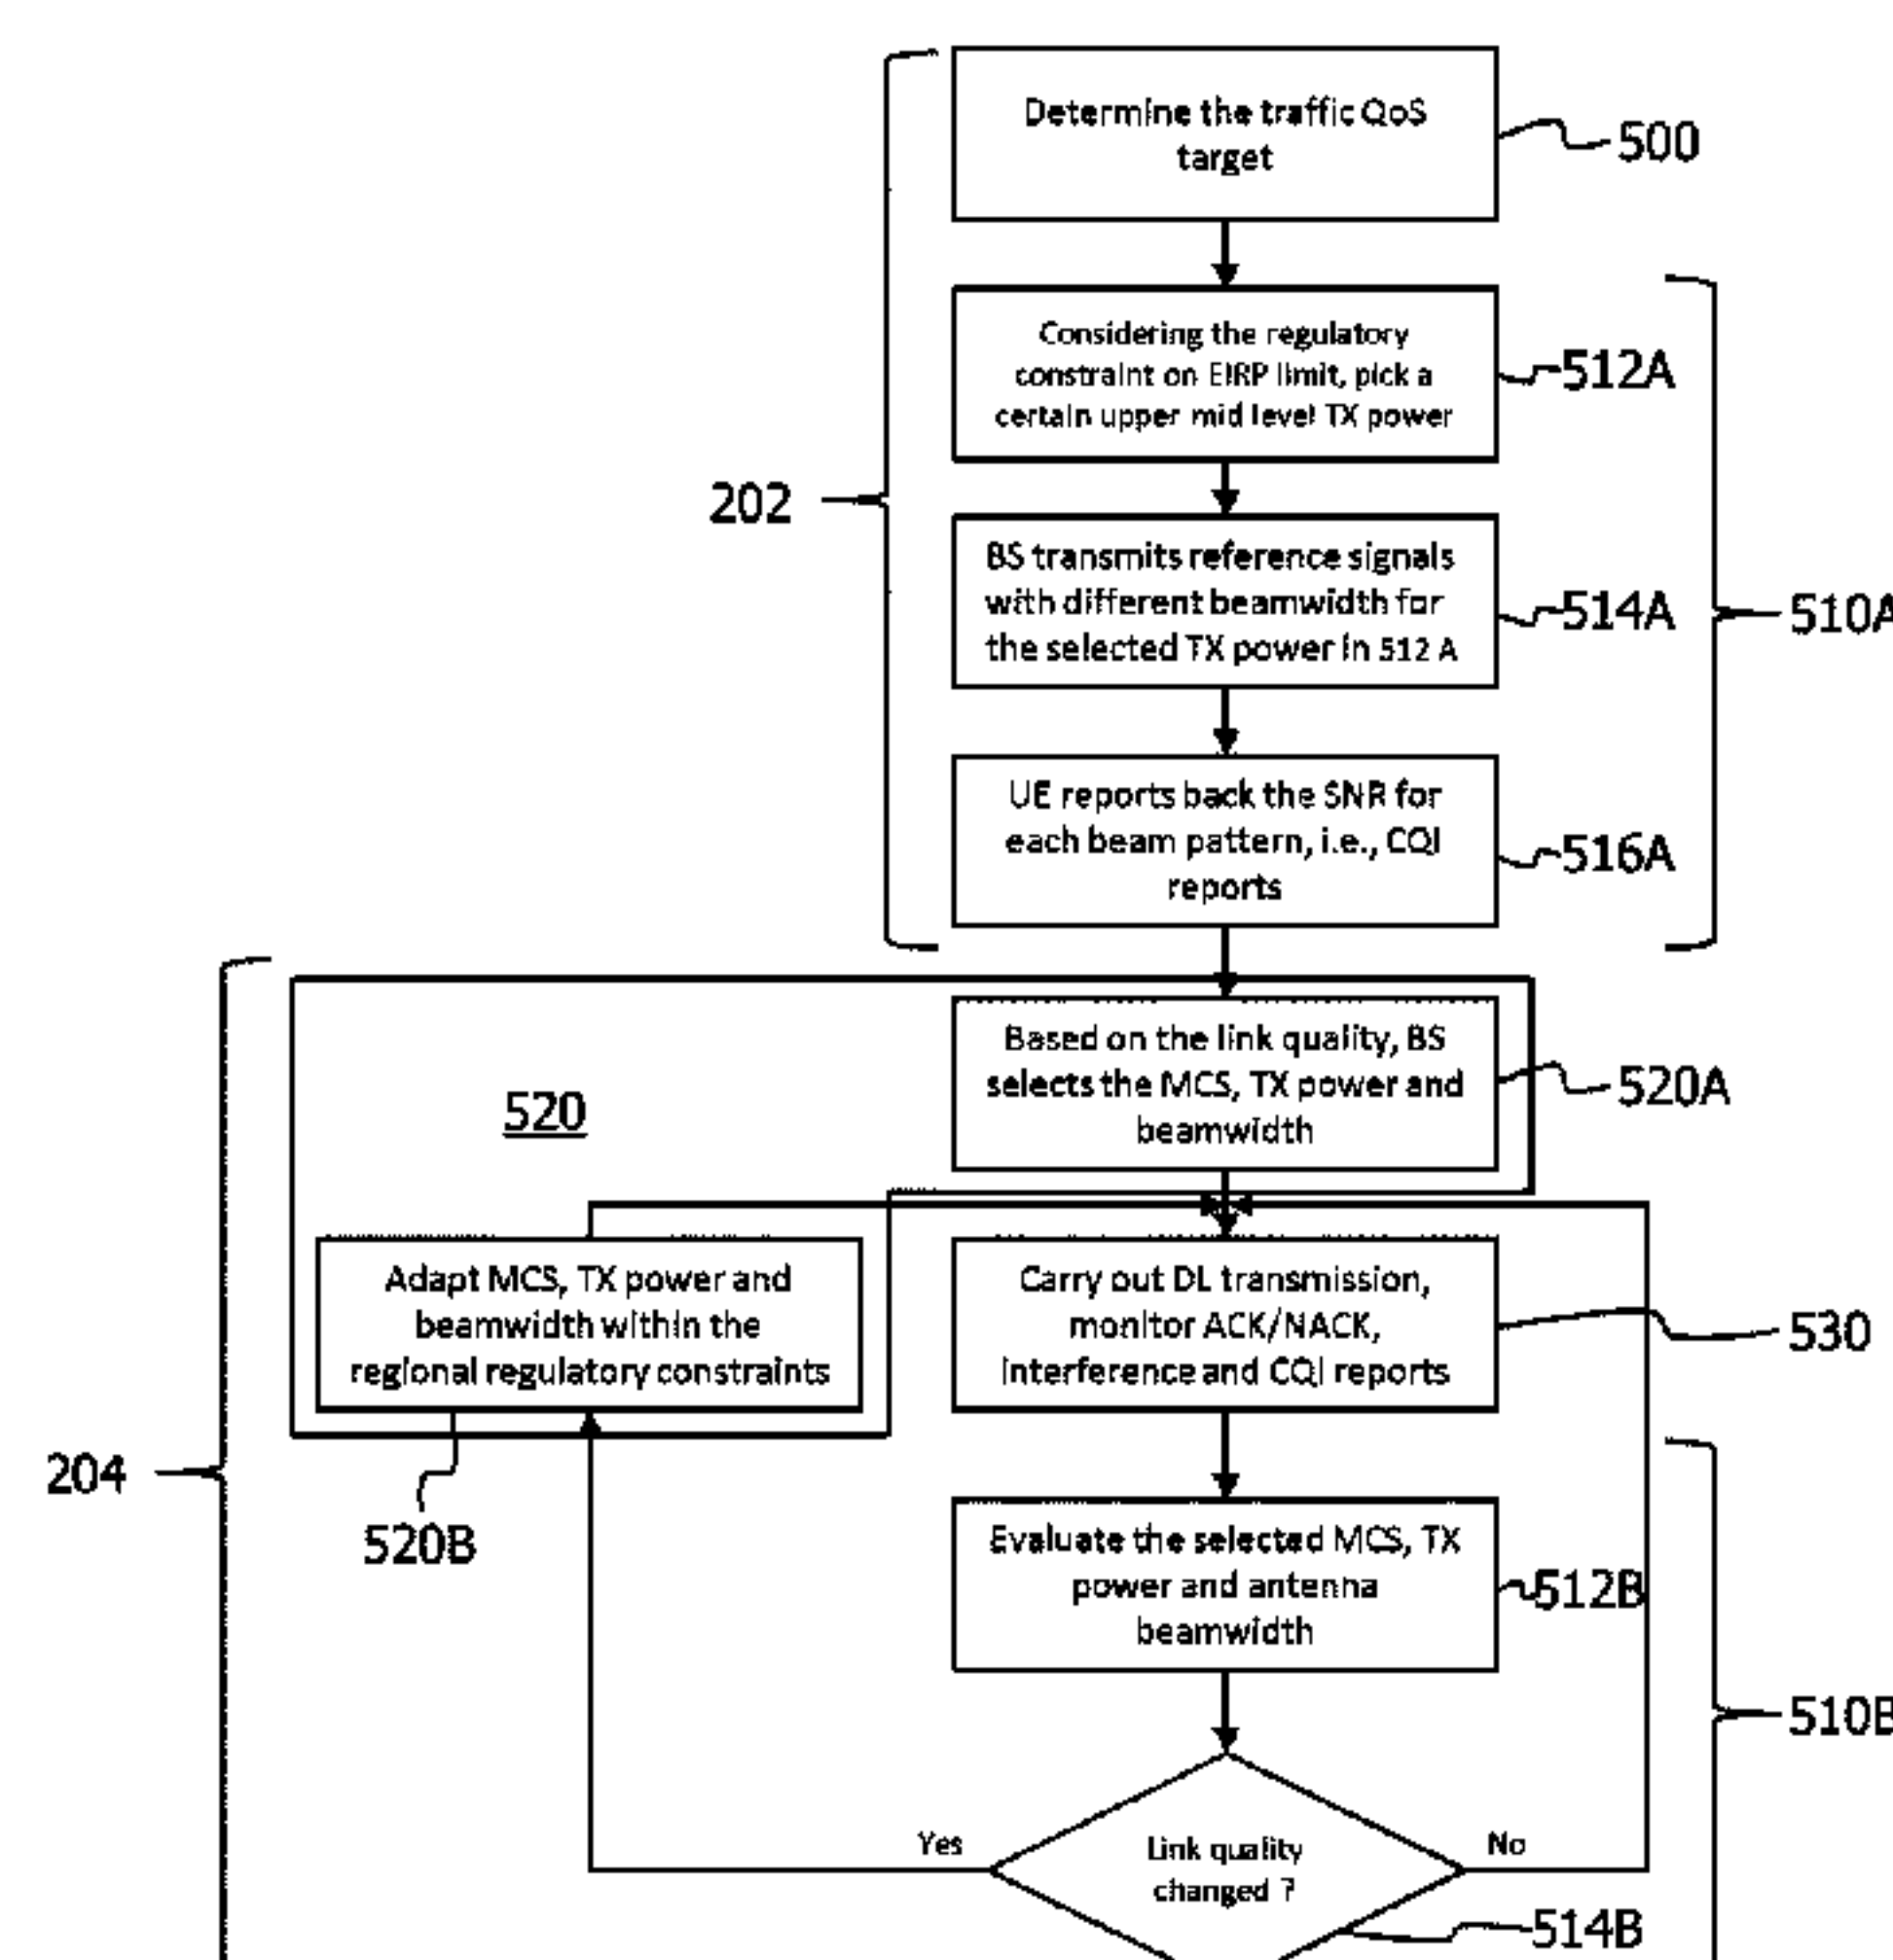 Determine the traffic QoS
target
500
Considering the regulatory
constraint on EIRP limit, pick a
certain upper mid level TX power
512A
202
BS transmits reference signals
with different beamwidth for
the selected TX power in 512 A
514A
510A
UE reports back the SNR for
each beam pattern, i.e., CQI
reports
516A
Based on the link quality, BS
selects the MCS, TX power and
beamwidth
520A
520
Adapt MCS, TX power and
beamwidth within the
regional regulatory constraints
520B
Carry out DL transmission,
monitor ACK/NACK,
interference and CQI reports
530
204
Evaluate the selected MCS, TX
power and antenna
beamwidth
512B
510B
Yes
Link quality
changed ?
No
514B